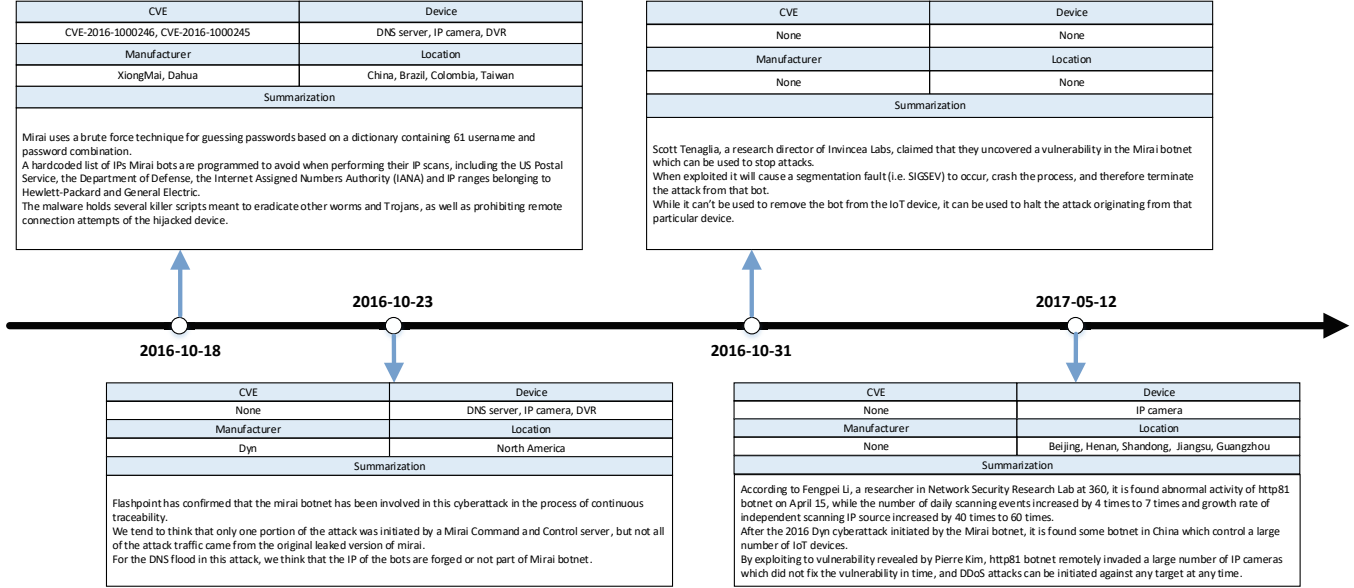 CVE Device
CVE-2016-1000246, CVE-2016-1000245 DNS server, IP camera, DVR
Manufacturer Location
XiongMai, Dahua China, Brazil, Colombia, Taiwan
Summarization
Mirai uses a brute force technique for guessing passwords based on a dictionary containing 61 username and
password combination.
A hardcoded list of IPs Mirai bots are programmed to avoid when performing their IP scans, including the US Postal
Service, the Department of Defense, the Internet Assigned Numbers Authority (IANA) and IP ranges belonging to
Hewlett-Packard and General Electric.
The malware holds several killer scripts meant to eradicate other worms and Trojans, as well as prohibiting remote
connection attempts of the hijacked device.
CVE Device
None None
Manufacturer Location
None None
Summarization
Scott Tenaglia, a research director of Invincea Labs, claimed that they uncovered a vulnerability in the Mirai botnet
which can be used to stop attacks.
When exploited it will cause a segmentation fault (i.e. SIGSEV) to occur, crash the process, and therefore terminate
the attack from that bot.
While it can't be used to remove the bot from the IoT device, it can be used to halt the attack originating from that
particular device.
2016-10-23 2017-05-12
2016-10-18 2016-10-31
CVE Device
None DNS server, IP camera, DVR
Manufacturer Location
Dyn North America
Summarization
Flashpoint has confirmed that the mirai botnet has been involved in this cyberattack in the process of continuous
traceability.
We tend to think that only one portion of the attack was initiated by a Mirai Command and Control server, but not all
of the attack traffic came from the original leaked version of mirai.
For the DNS flood in this attack, we think that the IP of the bots are forged or not part of Mirai botnet.
CVE Device
None IP camera
Manufacturer Location
None Beijing, Henan, Shandong, Jiangsu, Guangzhou
Summarization
According to Fengpei Li, a researcher in Network Security Research Lab at 360, it is found abnormal activity of http81
botnet on April 15, while the number of daily scanning events increased by 4 times to 7 times and growth rate of
independent scanning IP source increased by 40 times to 60 times.
After the 2016 Dyn cyberattack initiated by the Mirai botnet, it is found some botnet in China which control a large
number of IoT devices.
By exploiting to vulnerability revealed by Pierre Kim, http81 botnet remotely invaded a large number of IP cameras
which did not fix the vulnerability in time, and DDoS attacks can be initiated against any target at any time.